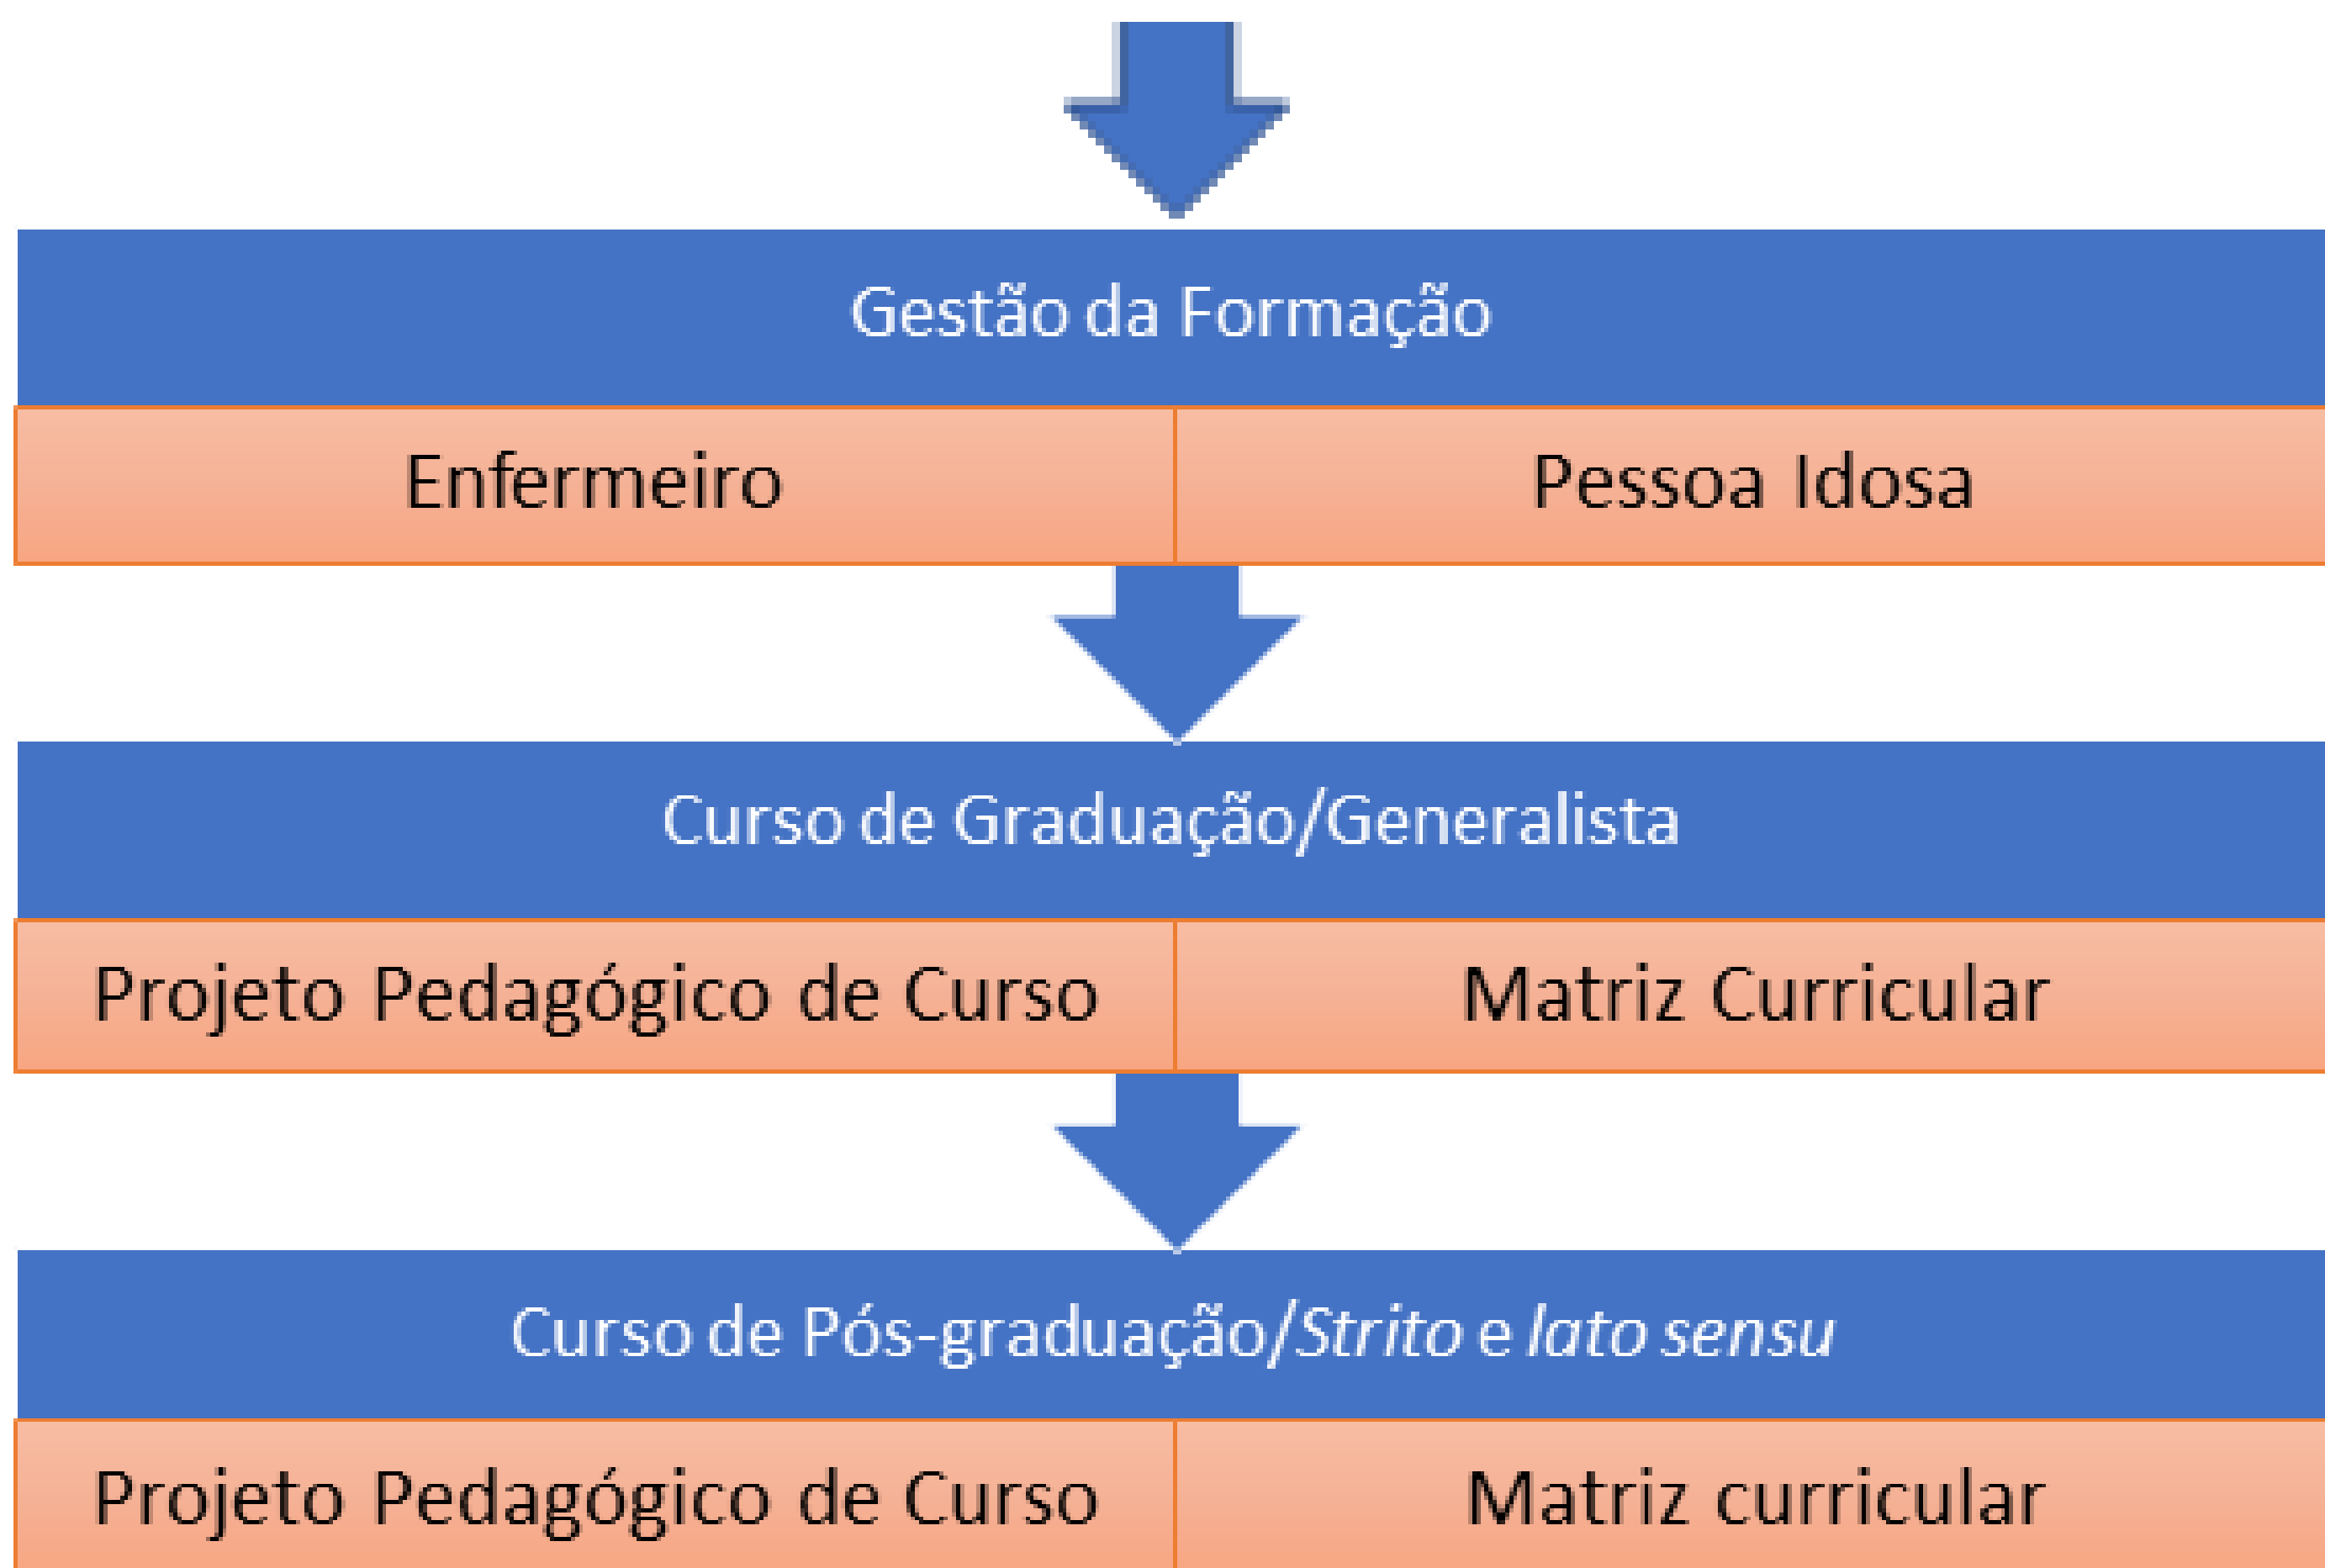 Gestão da Formação
Enfermeiro
Pessoa Idosa
Curso de Graduação/Generalista
Projeto Pedagógico de Curso
Matriz Curricular
Curso de Pós-graduação/Strito e lato sensu
Projeto Pedagógico de Curso
Matriz curricular